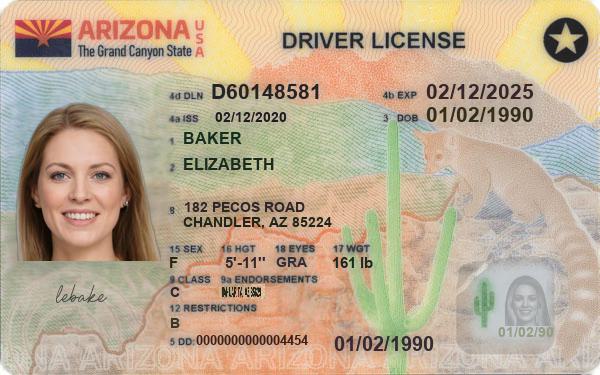 ARIZONA USA
The Grand Canyon State
DRIVER LICENSE
4d DLN D60148581
4b EXP 02/12/2025
4a ISS 02/12/2020
3 DOB 01/02/1990
1 BAKER
2 ELIZABETH
8 182 PECOS ROAD
CHANDLER, AZ 85224
15 SEX 16 HGT 18 EYES 17 WGT
F 5'-11" GRA 161 lb
9 CLASS 9a ENDORSEMENTS
C
12 RESTRICTIONS
B
5 DD: 0000000000004454
01/02/1990
lebake
01/02/90
ARIZONA ARIZONA ARIZONA